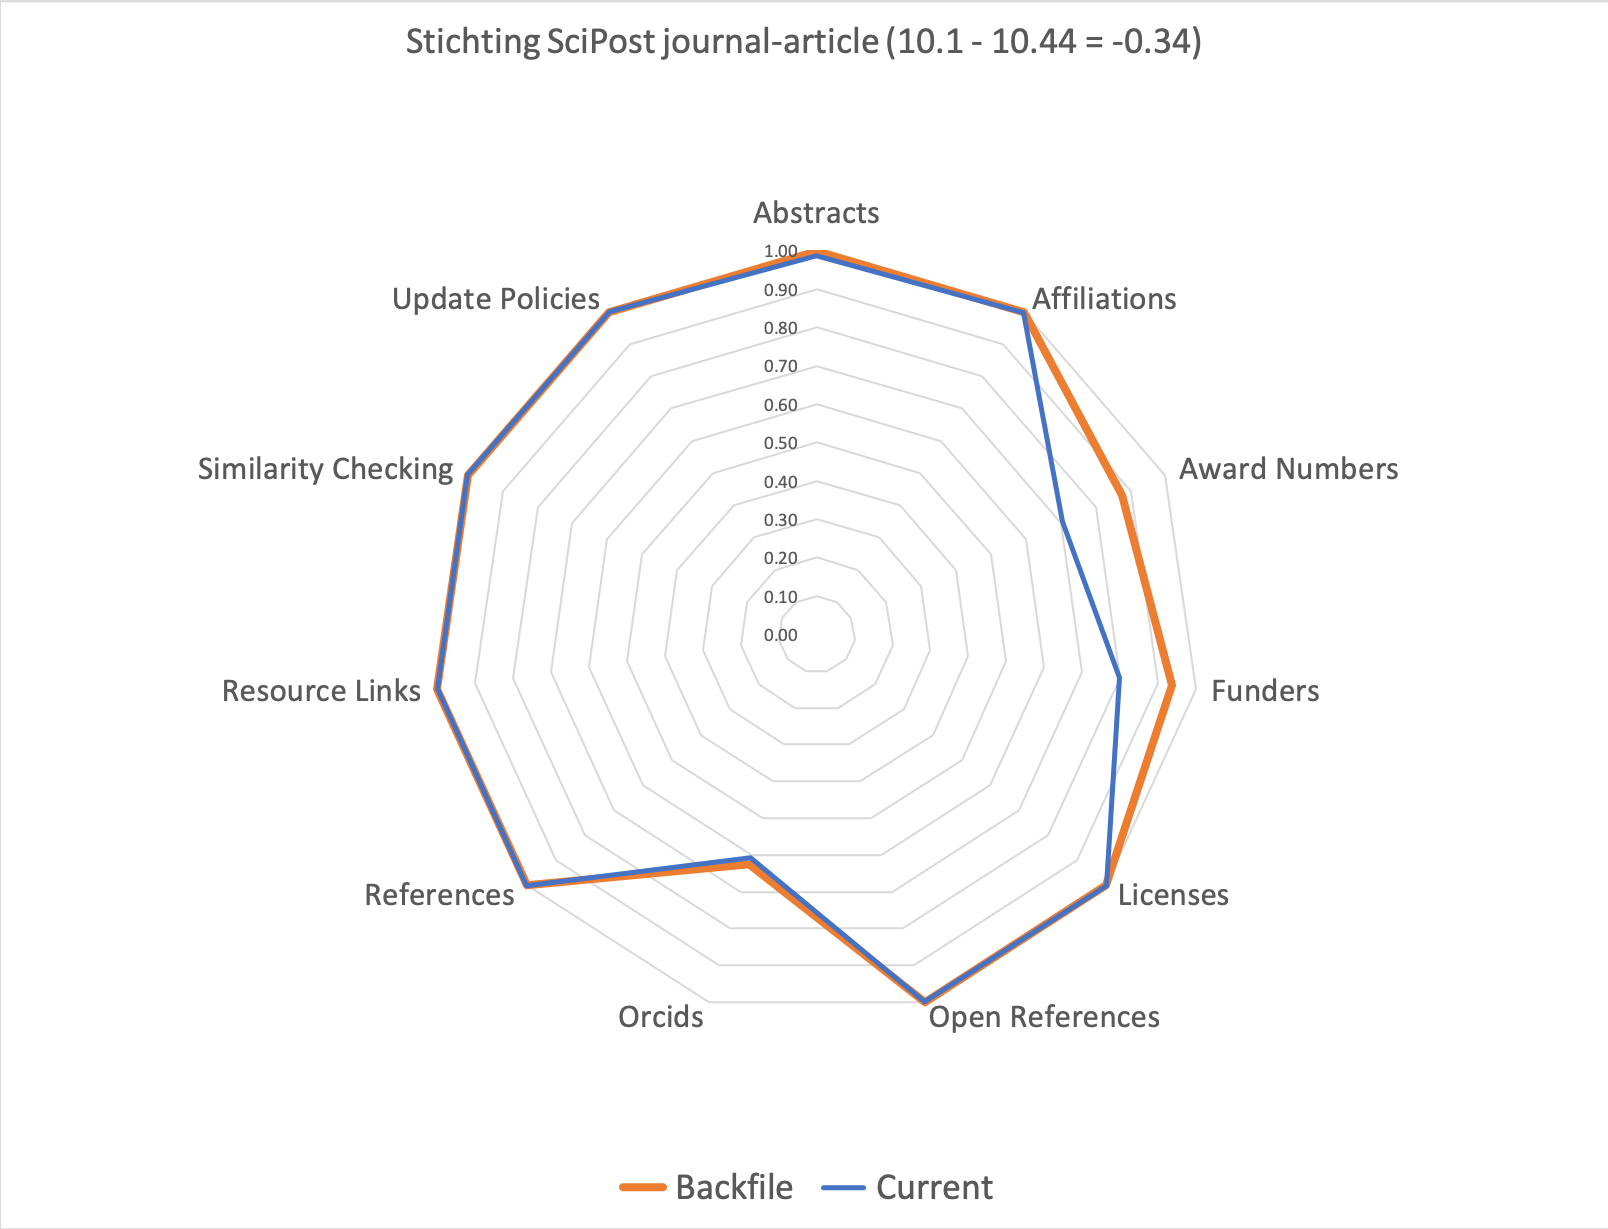 Stichting SciPost journal-article (10.1 - 10.44 = -0.34)
Abstracts
1.00
Update Policies
Affiliations
0.90
0.80
0.70
0.60
0.50
Similarity Checking
Award Numbers
0.40
0.30
0.20
0.10
0.00
Resource Links
Funders
References
Licenses
Orcids
Open References
Backfile
Current